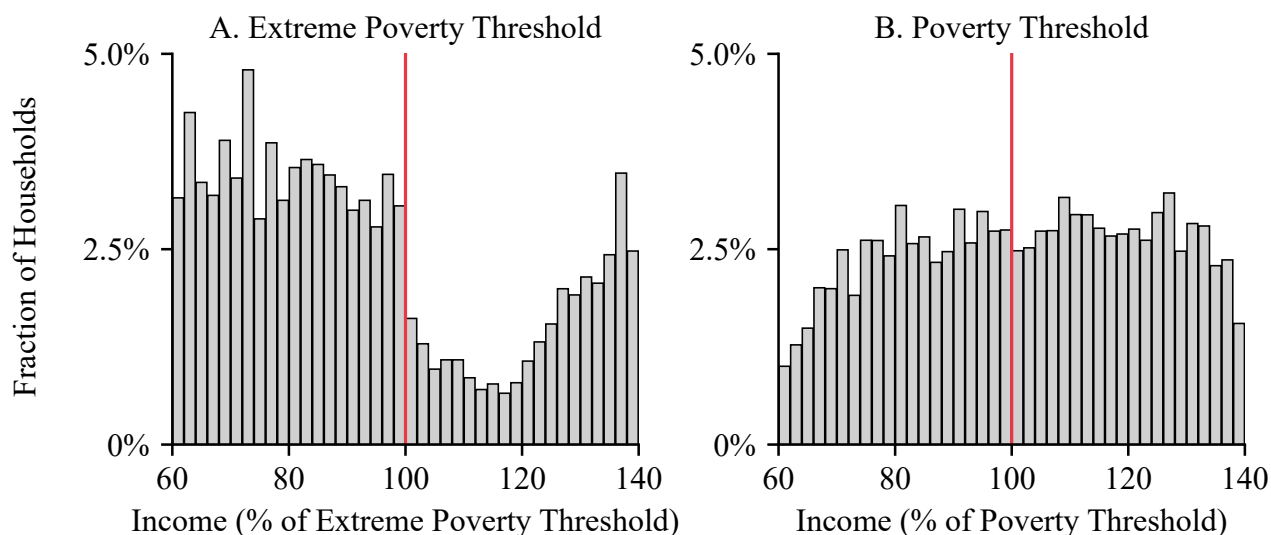 A. Extreme Poverty Threshold
Fraction of Households
5.0%
2.5%
0%
60 80 100 120 140
Income (% of Extreme Poverty Threshold)
B. Poverty Threshold
5.0%
2.5%
0%
60 80 100 120 140
Income (% of Poverty Threshold)